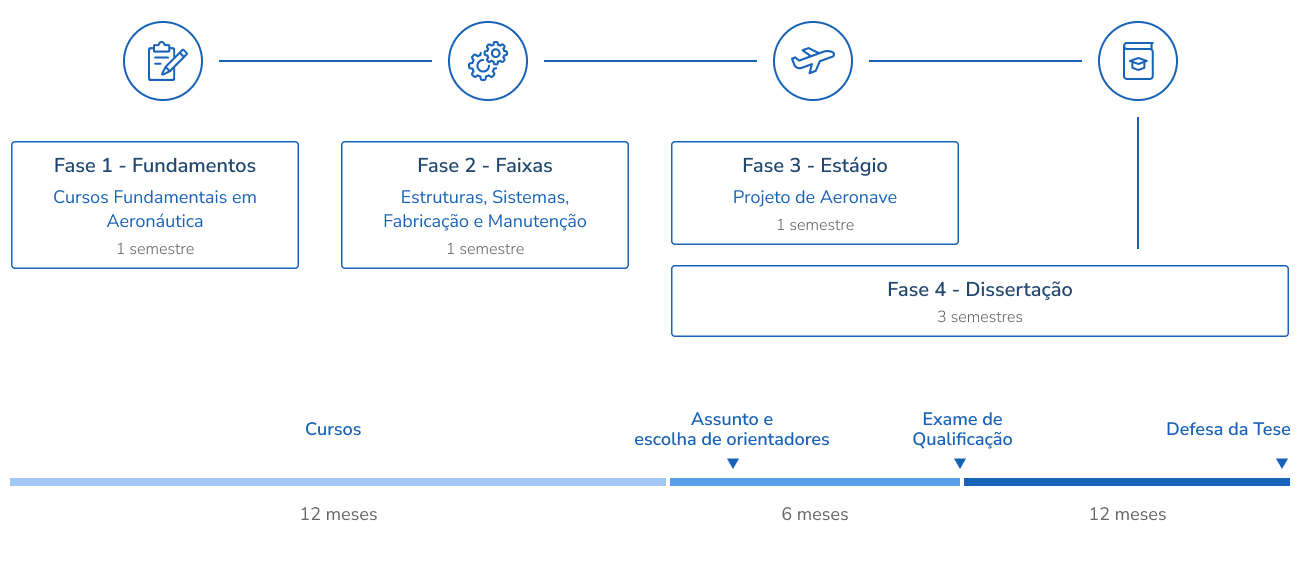 Fase 1 - Fundamentos
Cursos Fundamentais em
Aeronáutica
1 semestre
Fase 2 - Faixas
Estruturas, Sistemas,
Fabricação e Manutenção
1 semestre
Fase 3 - Estágio
Projeto de Aeronave
1 semestre
Fase 4 - Dissertação
3 semestres
Cursos
Assunto e
escolha de orientadores
Exame de
Qualificação
Defesa da Tese
12 meses
6 meses
12 meses